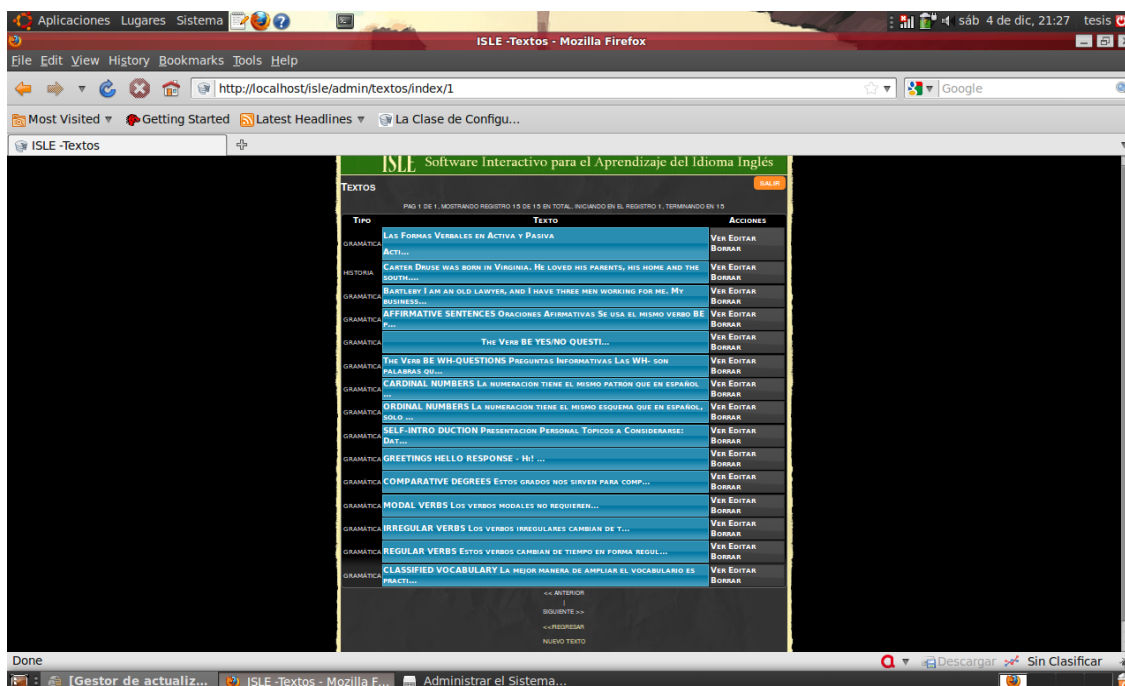 Aplicaciones Lugares Sistema sáb 4 de dic, 21:27 tesis
ISLE -Textos - Mozilla Firefox
File Edit View History Bookmarks Tools Help
http://localhost/isle/admin/textos/index/1 Google
Most Visited Getting Started Latest Headlines La Clase de Configu...
ISLE -Textos
ISLE Software Interactivo para el Aprendizaje del Idioma Inglés
TEXTOS SALIR
PAG 1 DE 1, MOSTRANDO REGISTRO 15 DE 15 EN TOTAL, INICIANDO EN EL REGISTRO 1, TERMINANDO EN 15
TIPO TEXTO ACCIONES
GRAMÁTICA LAS FORMAS VERBALES EN ACTIVA Y PASIVA
ACTI... VER EDITAR
BORRAR
HISTORIA CARTER DRUSE WAS BORN IN VIRGINIA. HE LOVED HIS PARENTS, HIS HOME AND THE
SOUTH.... VER EDITAR
BORRAR
GRAMÁTICA BARTLEBY I AM AN OLD LAWYER, AND I HAVE THREE MEN WORKING FOR ME. MY
BUSINESS... VER EDITAR
BORRAR
GRAMÁTICA AFFIRMATIVE SENTENCES ORACIONES AFIRMATIVAS SE USA EL MISMO VERBO BE
P... VER EDITAR
BORRAR
GRAMÁTICA THE VERB BE YES/NO QUESTI... VER EDITAR
BORRAR
GRAMÁTICA THE VERB BE WH-QUESTIONS PREGUNTAS INFORMATIVAS LAS WH- SON
PALABRAS QU... VER EDITAR
BORRAR
GRAMÁTICA CARDINAL NUMBERS LA NUMERACION TIENE EL MISMO PATRON QUE EN ESPAÑOL
... VER EDITAR
BORRAR
GRAMÁTICA ORDINAL NUMBERS LA NUMERACION TIENE EL MISMO ESQUEMA QUE EN ESPAÑOL,
SOLO ... VER EDITAR
BORRAR
GRAMÁTICA SELF-INTRO DUCTION PRESENTACION PERSONAL TOPICOS A CONSIDERARSE:
DAT... VER EDITAR
BORRAR
GRAMÁTICA GREETINGS HELLO RESPONSE - HI! ... VER EDITAR
BORRAR
GRAMÁTICA COMPARATIVE DEGREES ESTOS GRADOS NOS SIRVEN PARA COMP... VER EDITAR
BORRAR
GRAMÁTICA MODAL VERBS LOS VERBOS MODALES NO REQUIEREN... VER EDITAR
BORRAR
GRAMÁTICA IRREGULAR VERBS LOS VERBOS IRREGULARES CAMBIAN DE T... VER EDITAR
BORRAR
GRAMÁTICA REGULAR VERBS ESTOS VERBOS CAMBIAN DE TIEMPO EN FORMA REGUL... VER EDITAR
BORRAR
GRAMÁTICA CLASSIFIED VOCABULARY LA MEJOR MANERA DE AMPLIAR EL VOCABULARIO ES
PRACTI... VER EDITAR
BORRAR
<< ANTERIOR
|
SIGUIENTE >>
<<REGRESAR
NUEVO TEXTO
Done Descargar Sin Clasificar
[Gestor de actualiz... ISLE -Textos - Mozilla F... Administrar el Sistema...